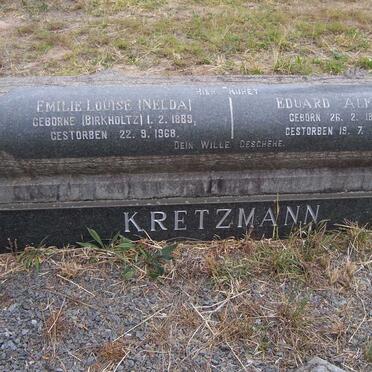 HIER RUHET
EMILIE LOUISE (NELDA)
GEBORNE (BIRKHOLTZ) 1.2.1889,
GESTORBEN 22.9.1968.
EDUARD
GEBORN 26.2.
GESTORBEN 19.7.
DEIN WILLE GESCHEHE.
KRETZMANN